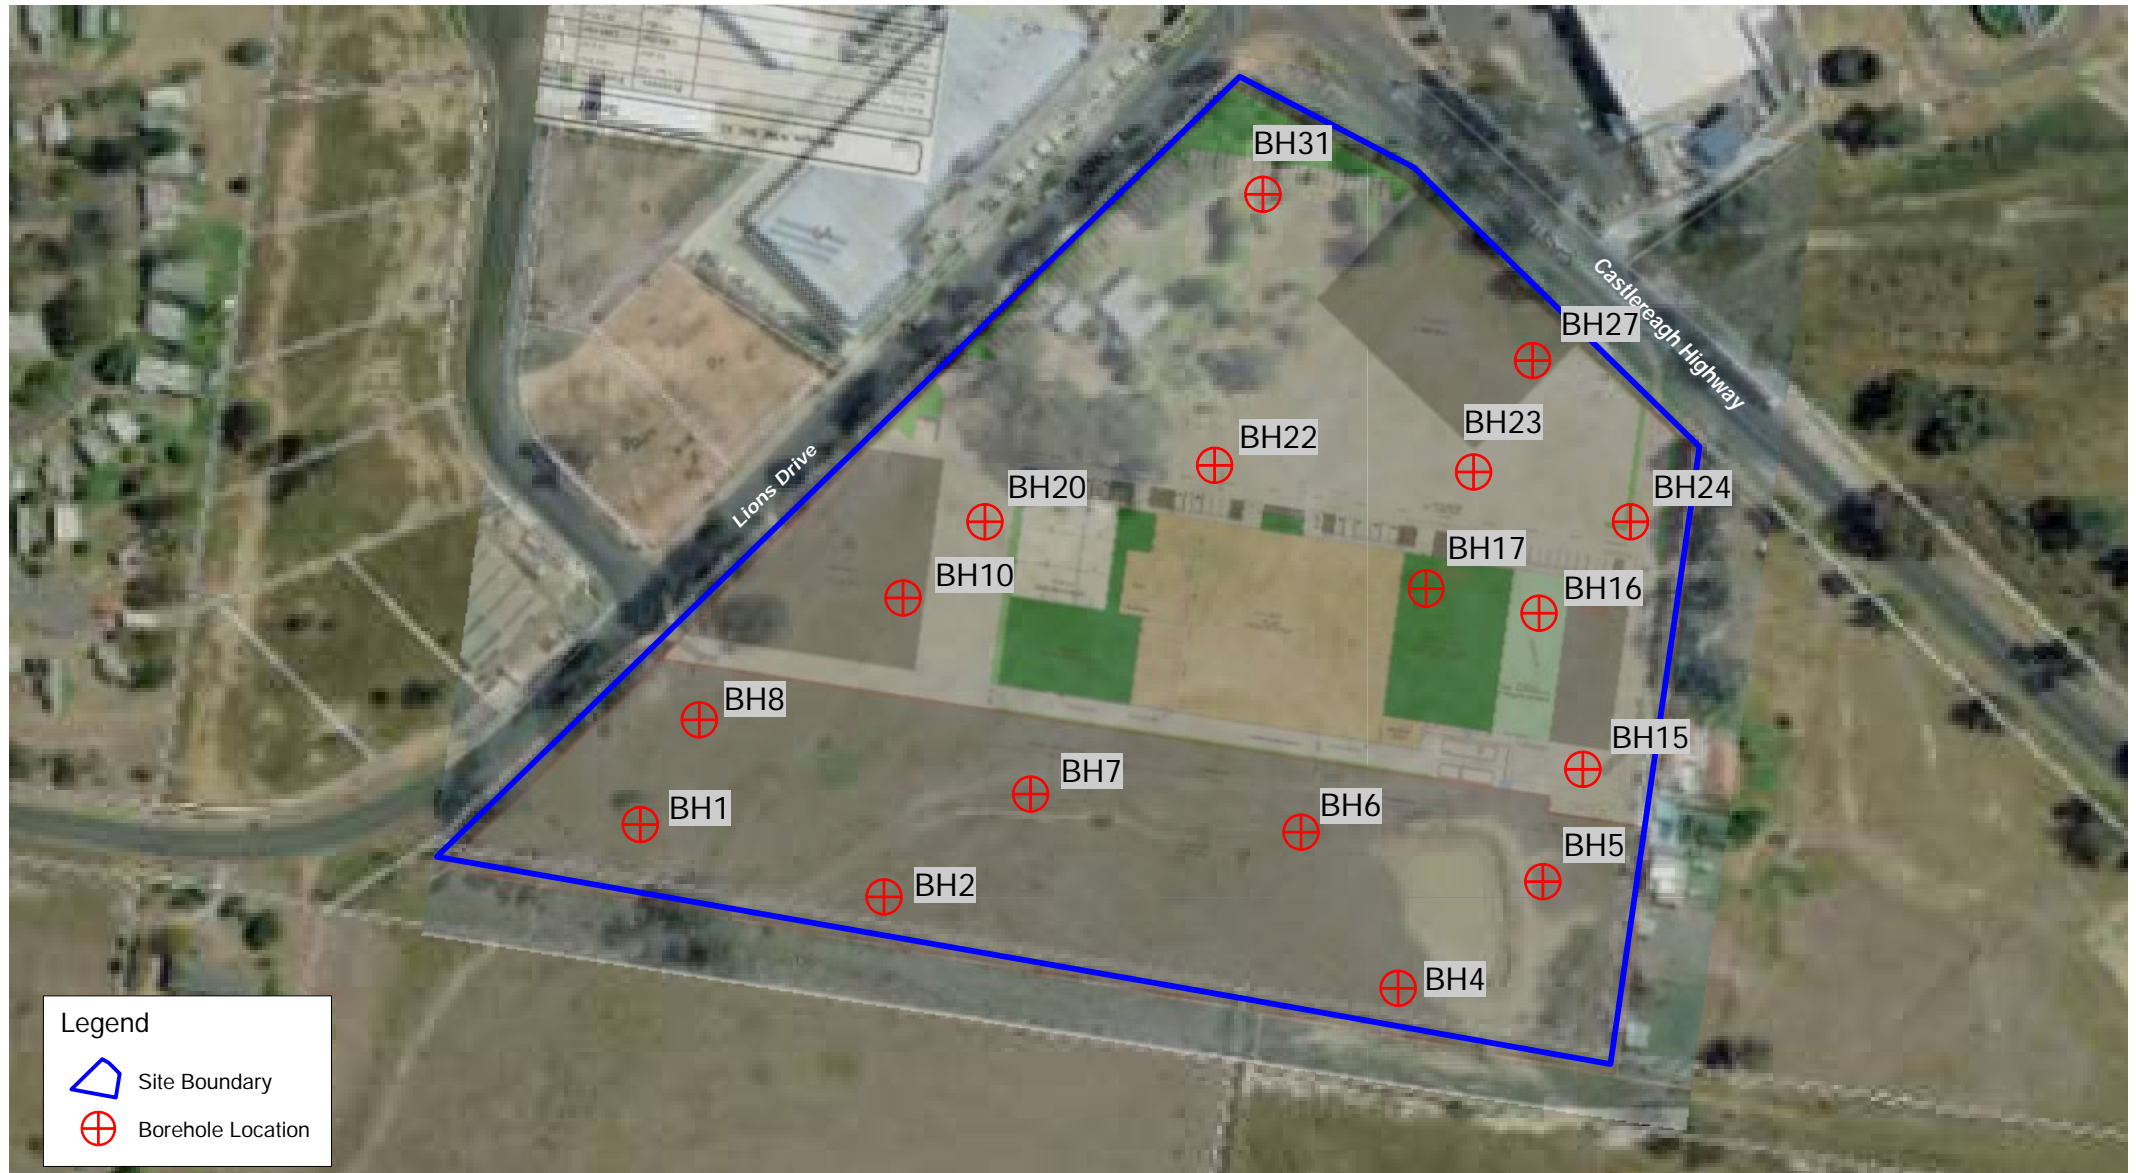 BH31
Castlereagh Highway
BH27
BH23
BH22
BH24
BH20
Lions Drive
BH17
BH10
BH16
BH8
BH15
BH7
BH1
BH6
BH5
BH2
BH4
Legend
Site Boundary
Borehole Location